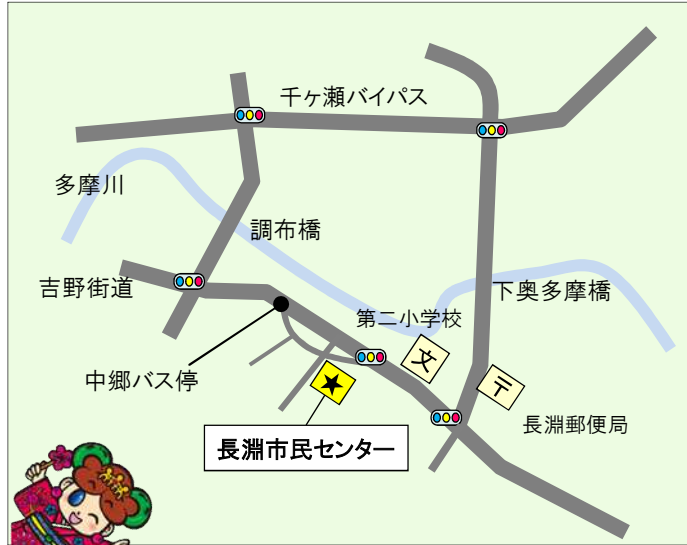 千ヶ瀬バイパス
多摩川
調布橋
吉野街道
下奥多摩橋
第二小学校
文
〒
中郷バス停
長淵郵便局
長淵市民センター